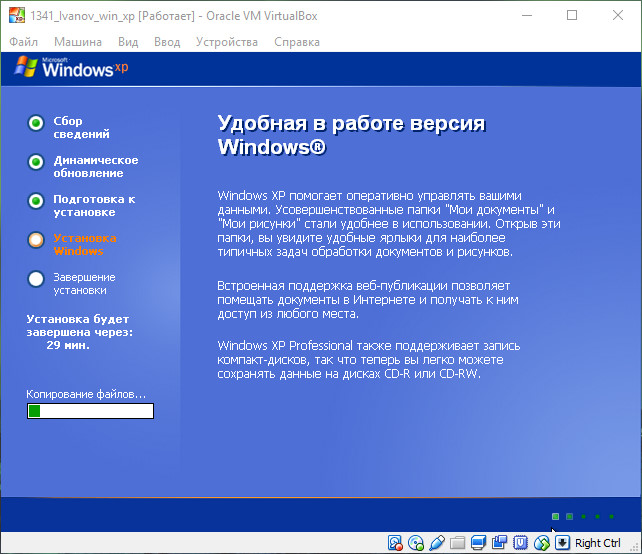 1341_Ivanov_win_xp [Работает] - Oracle VM VirtualBox
Файл Машина Вид Ввод Устройства Справка
Microsoft
Windows xp
Сбор
сведений
Динамическое
обновление
Подготовка к
установке
Установка
Windows
Завершение
установки
Установка будет
завершена через:
29 мин.
Копирование файлов...
Удобная в работе версия
Windows®
Windows XP помогает оперативно управлять вашими
данными. Усовершенствованные папки "Мои документы" и
"Мои рисунки" стали удобнее в использовании. Открыв эти
папки, вы увидите удобные ярлыки для наиболее
типичных задач обработки документов и рисунков.
Встроенная поддержка веб-публикации позволяет
помещать документы в Интернете и получать к ним
доступ из любого места.
Windows XP Professional также поддерживает запись
компакт-дисков, так что теперь вы легко можете
сохранять данные на дисках CD-R или CD-RW.
Right Ctrl